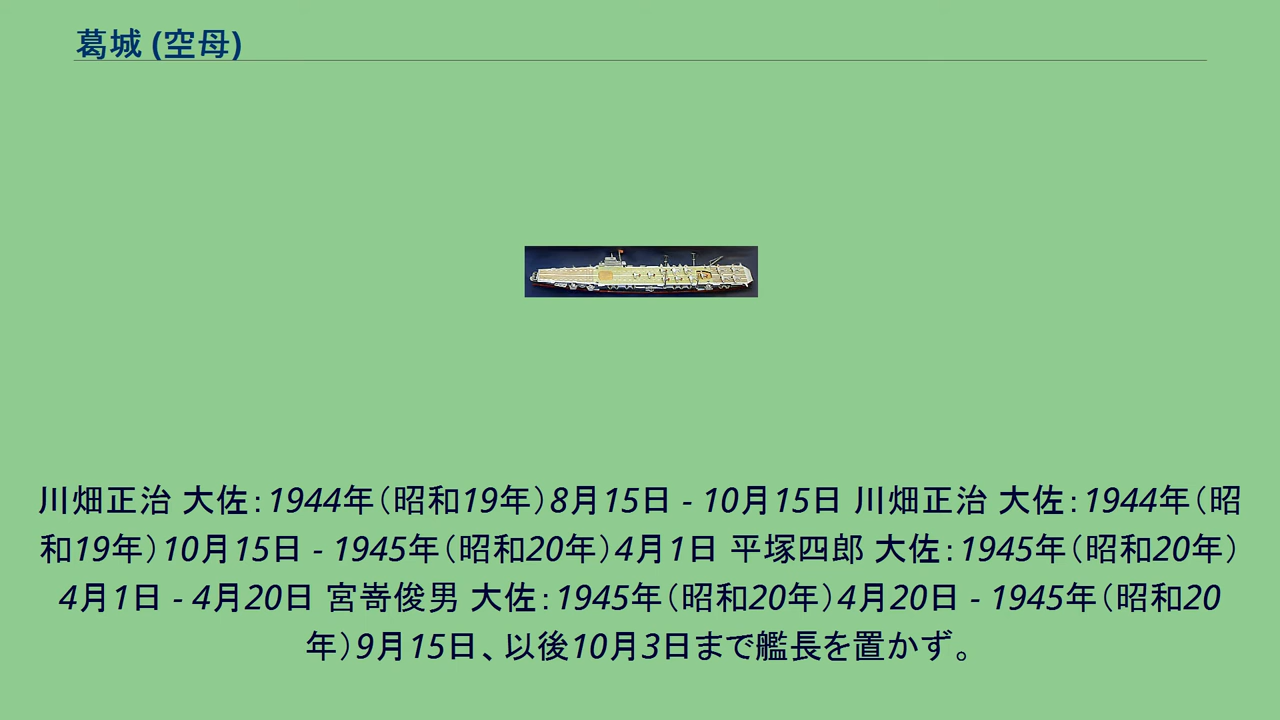 葛城 (空母)
川畑正治 大佐：1944年（昭和19年）8月15日 - 10月15日 川畑正治 大佐：1944年（昭
和19年）10月15日 - 1945年（昭和20年）4月1日 平塚四郎 大佐：1945年（昭和20年）
4月1日 - 4月20日 宮嵜俊男 大佐：1945年（昭和20年）4月20日 - 1945年（昭和20
年）9月15日、以後10月3日まで艦長を置かず。